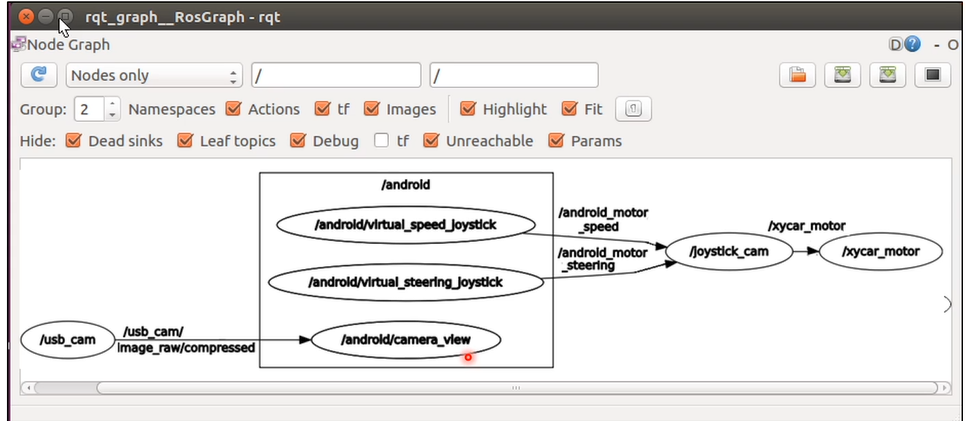 rqt_graph__RosGraph - rqt
Node Graph
D
- O
Nodes only
/
/
Group: 2 Namespaces Actions tf Images Highlight Fit
Hide: Dead sinks Leaf topics Debug tf Unreachable Params
/android
/android/virtual_speed_joystick
/android_motor
_speed
/xycar_motor
/android_motor
_steering
/joystick_cam
/xycar_motor
/android/virtual_steering_joystick
/usb_cam
/usb_cam/
image_raw/compressed
/android/camera_view